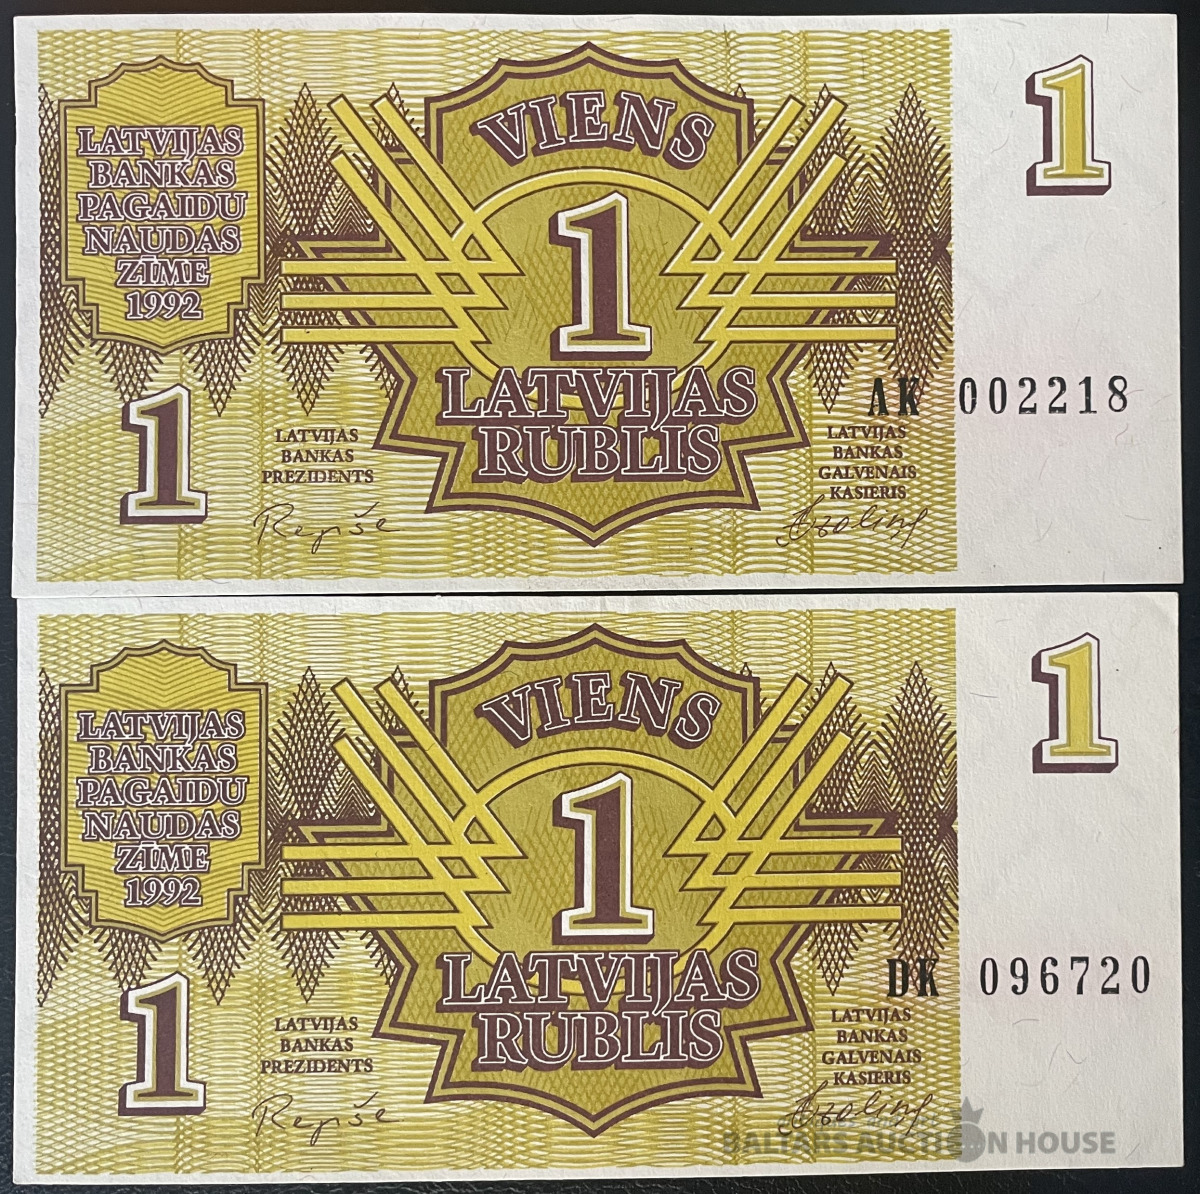 LATVIJAS
BANKAS
PAGAIDU
NAUDAS
ZĪME
1992
VIENS
1
1
LATVIJAS
RUBLIS
AK 002218
1
LATVIJAS
BANKAS
PREZIDENTS
Repše
LATVIJAS
BANKAS
GALVENAIS
KASIERIS
LATVIJAS
BANKAS
PAGAIDU
NAUDAS
ZĪME
1992
VIENS
1
1
LATVIJAS
RUBLIS
DK 096720
1
LATVIJAS
BANKAS
PREZIDENTS
Repše
LATVIJAS
BANKAS
GALVENAIS
KASIERIS
BALTARS AUCTION HOUSE